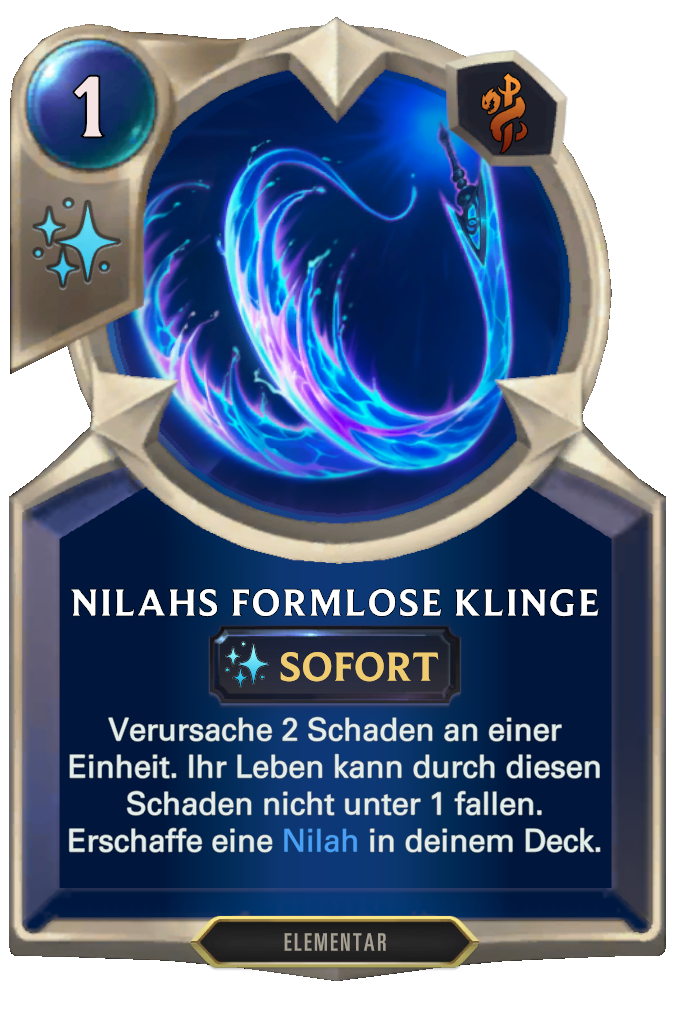 1
NILAHS FORMLOSE KLINGE
SOFORT
Verursache 2 Schaden an einer
Einheit. Ihr Leben kann durch diesen
Schaden nicht unter 1 fallen.
Erschaffe eine Nilah in deinem Deck.
ELEMENTAR